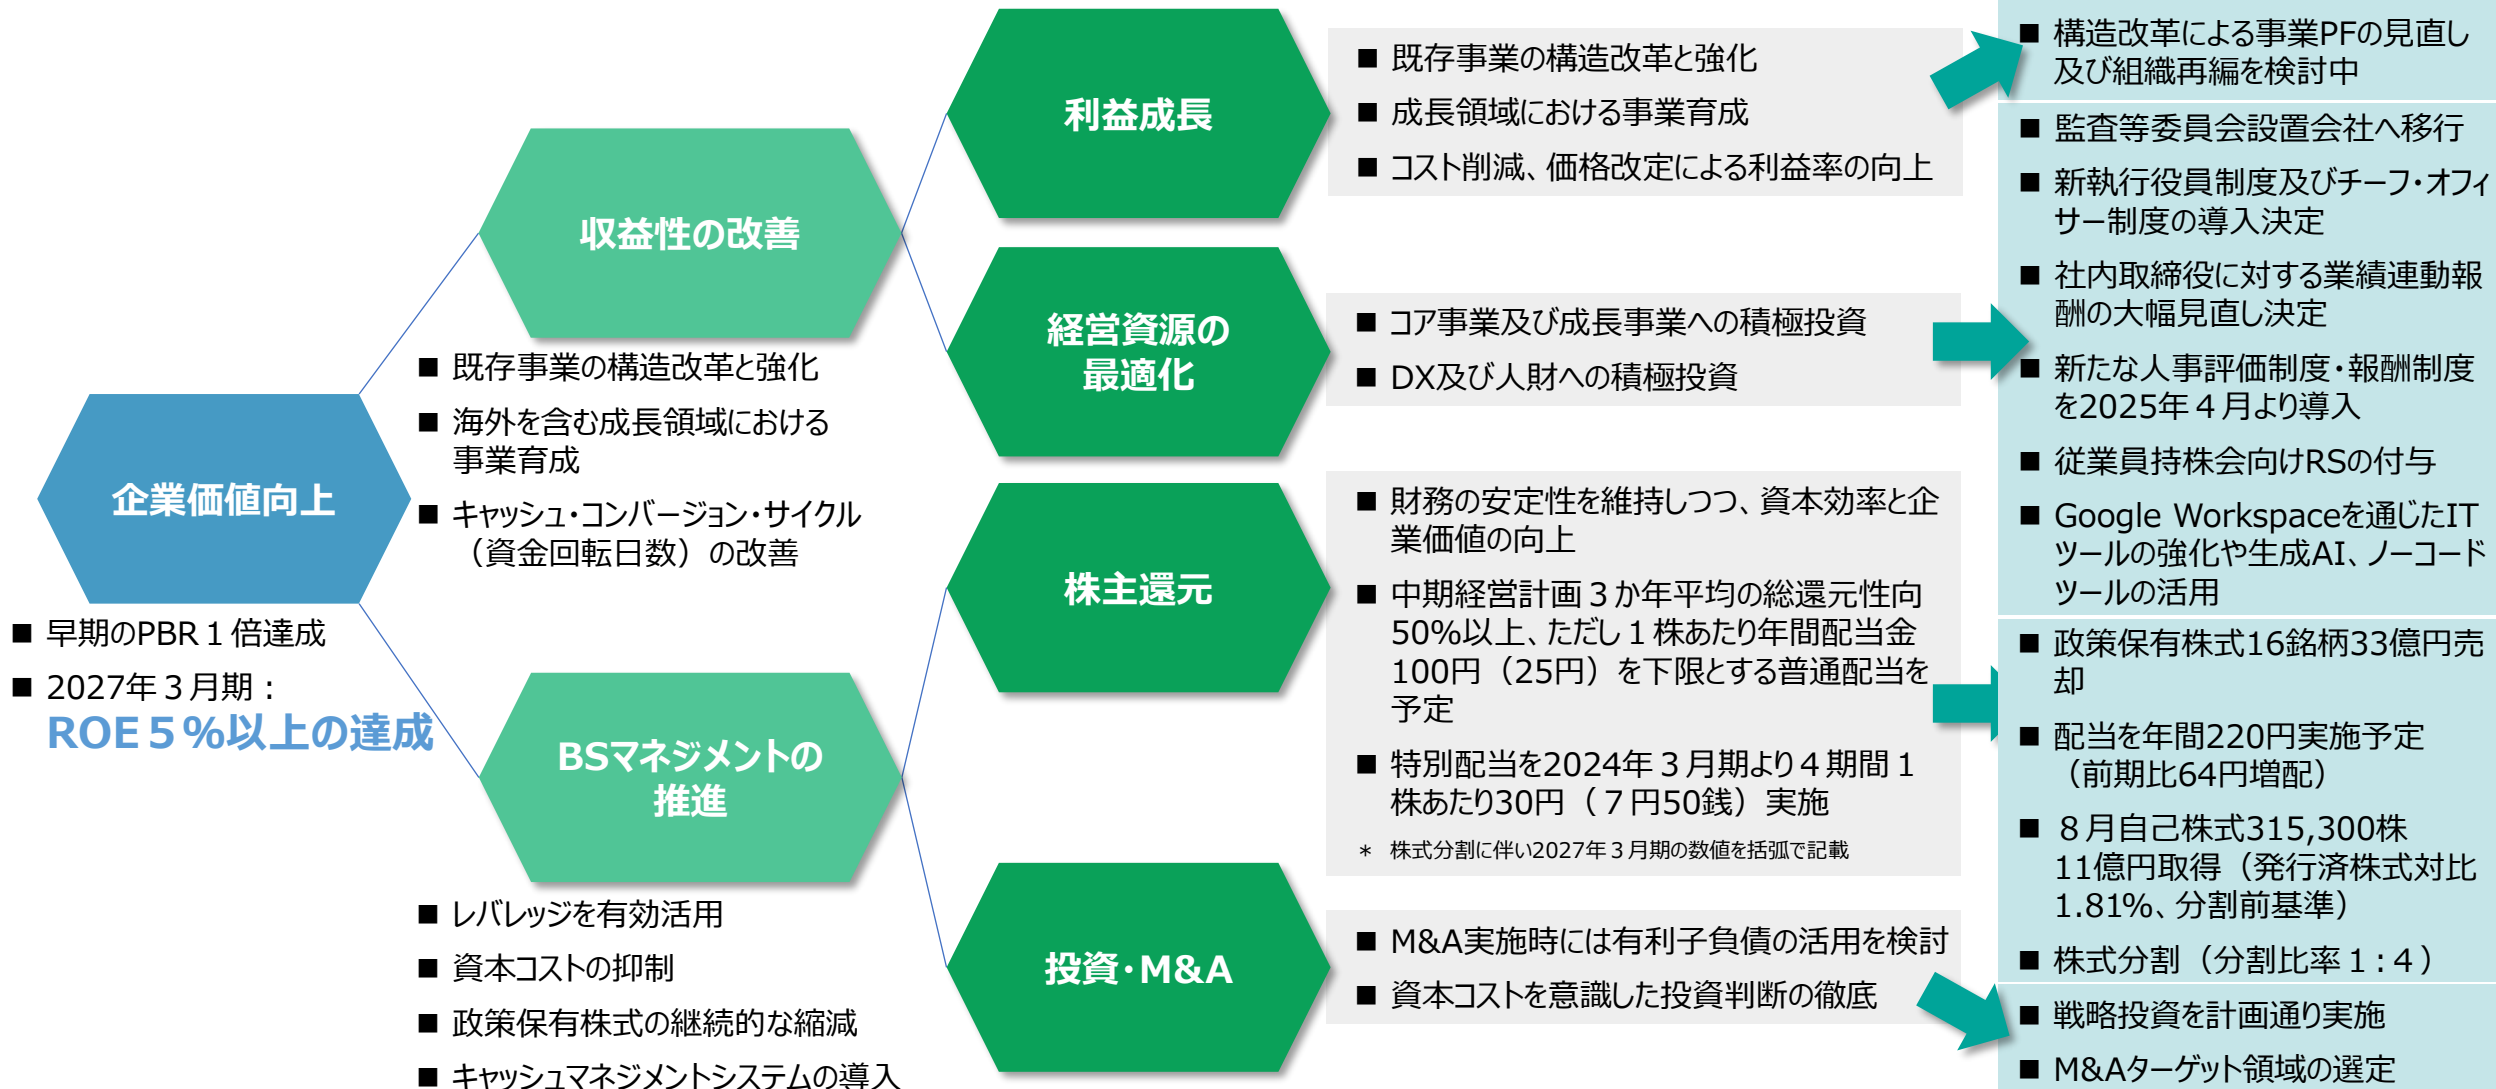 企業価値向上
■ 早期のPBR１倍達成
■ 2027年３月期：
ROE５%以上の達成
収益性の改善
■ 既存事業の構造改革と強化
■ 海外を含む成長領域における
事業育成
■ キャッシュ・コンバージョン・サイクル
（資金回転日数）の改善
BSマネジメントの
推進
■ レバレッジを有効活用
■ 資本コストの抑制
■ 政策保有株式の継続的な縮減
■ キャッシュマネジメントシステムの導入
利益成長
■ 既存事業の構造改革と強化
■ 成長領域における事業育成
■ コスト削減、価格改定による利益率の向上
経営資源の
最適化
■ コア事業及び成長事業への積極投資
■ DX及び人財への積極投資
株主還元
■ 財務の安定性を維持しつつ、資本効率と企
業価値の向上
■ 中期経営計画３か年平均の総還元性向
50%以上、ただし１株あたり年間配当金
100円（25円）を下限とする普通配当を
予定
■ 特別配当を2024年３月期より４期間１
株あたり30円（７円50銭）実施
＊ 株式分割に伴い2027年３月期の数値を括弧で記載
投資・M&A
■ M&A実施時には有利子負債の活用を検討
■ 資本コストを意識した投資判断の徹底
■ 構造改革による事業PFの見直し
及び組織再編を検討中
■ 監査等委員会設置会社へ移行
■ 新執行役員制度及びチーフ・オフィ
サー制度の導入決定
■ 社内取締役に対する業績連動報
酬の大幅見直し決定
■ 新たな人事評価制度・報酬制度
を2025年４月より導入
■ 従業員持株会向けRSの付与
■ Google Workspaceを通じたIT
ツールの強化や生成AI、ノーコード
ツールの活用
■ 政策保有株式16銘柄33億円売
却
■ 配当を年間220円実施予定
（前期比64円増配）
■ ８月自己株式315,300株
11億円取得（発行済株式対比
1.81%、分割前基準）
■ 株式分割（分割比率１:４）
■ 戦略投資を計画通り実施
■ M&Aターゲット領域の選定